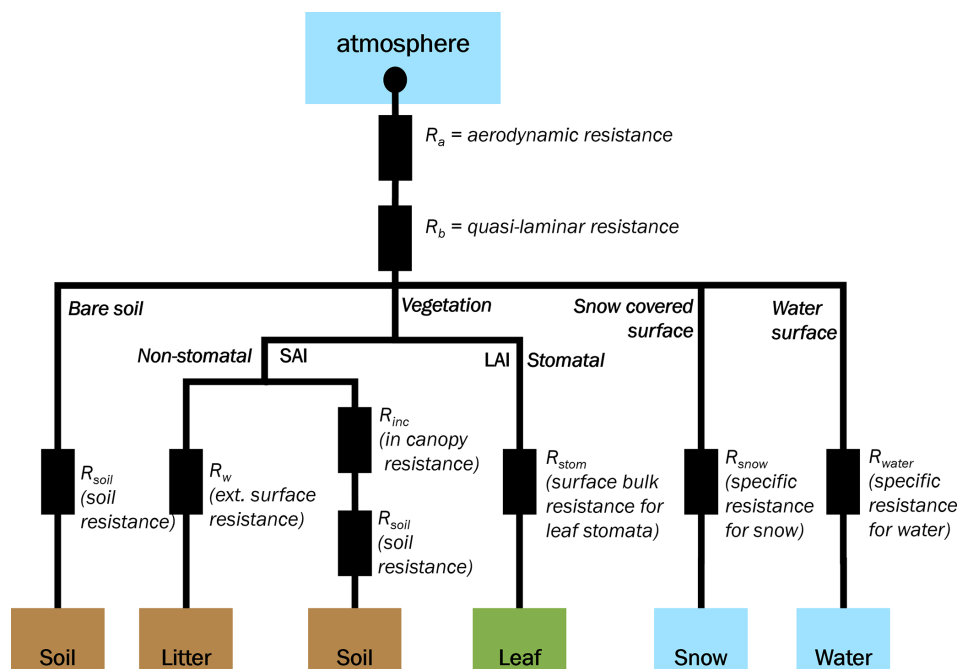 atmosphere
Ra = aerodynamic resistance
Rb = quasi-laminar resistance
Bare soil
Vegetation
Snow covered
surface
Water
surface
Non-stomatal
SAI
LAI
Stomatal
Rsoil
(soil
resistance)
Rw
(ext. surface
resistance)
Rinc
(in canopy
resistance)
Rsoil
(soil
resistance)
Rstom
(surface bulk
resistance for
leaf stomata)
Rsnow
(specific
resistance
for snow)
Rwater
(specific
resistance
for water)
Soil
Litter
Soil
Leaf
Snow
Water